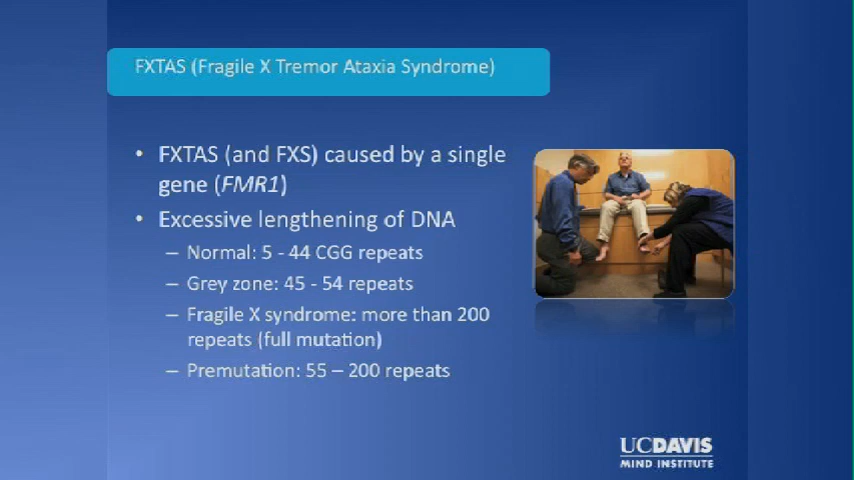 FXTAS (Fragile X Tremor Ataxia Syndrome)
• FXTAS (and FXS) caused by a single
gene (FMR1)
• Excessive lengthening of DNA
– Normal: 5 - 44 CGG repeats
– Grey zone: 45 - 54 repeats
– Fragile X syndrome: more than 200
repeats (full mutation)
– Premutation: 55 – 200 repeats
UCDAVIS
MIND INSTITUTE